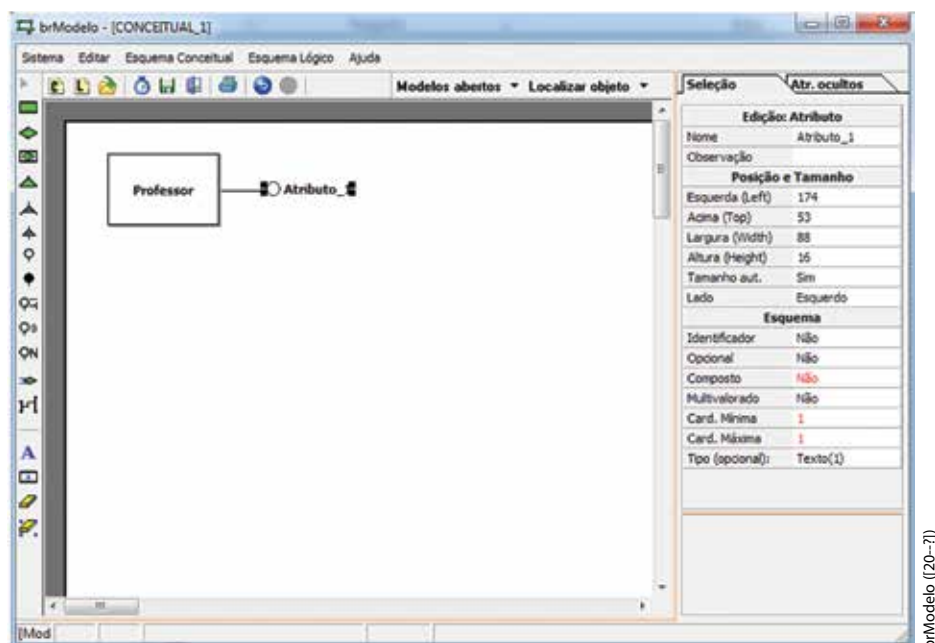 brModelo - [CONCEITUAL_1]
Sistema Editar Esquema Conceitual Esquema Lógico Ajuda
Modelos abertos Localizar objeto
Seleção Atr. ocultos
Edição: Atributo
Nome Atributo_1
Observação
Posição e Tamanho
Esquerda (Left) 174
Acima (Top) 53
Largura (Width) 88
Altura (Height) 16
Tamanho aut. Sim
Lado Esquerdo
Esquema
Identificador Não
Opcional Não
Composto Não
Multivalorado Não
Card. Mínima 1
Card. Máxima 1
Tipo (opcional): Texto(1)
Professor
Atributo_
A
[Mod
brModelo ([20--?])